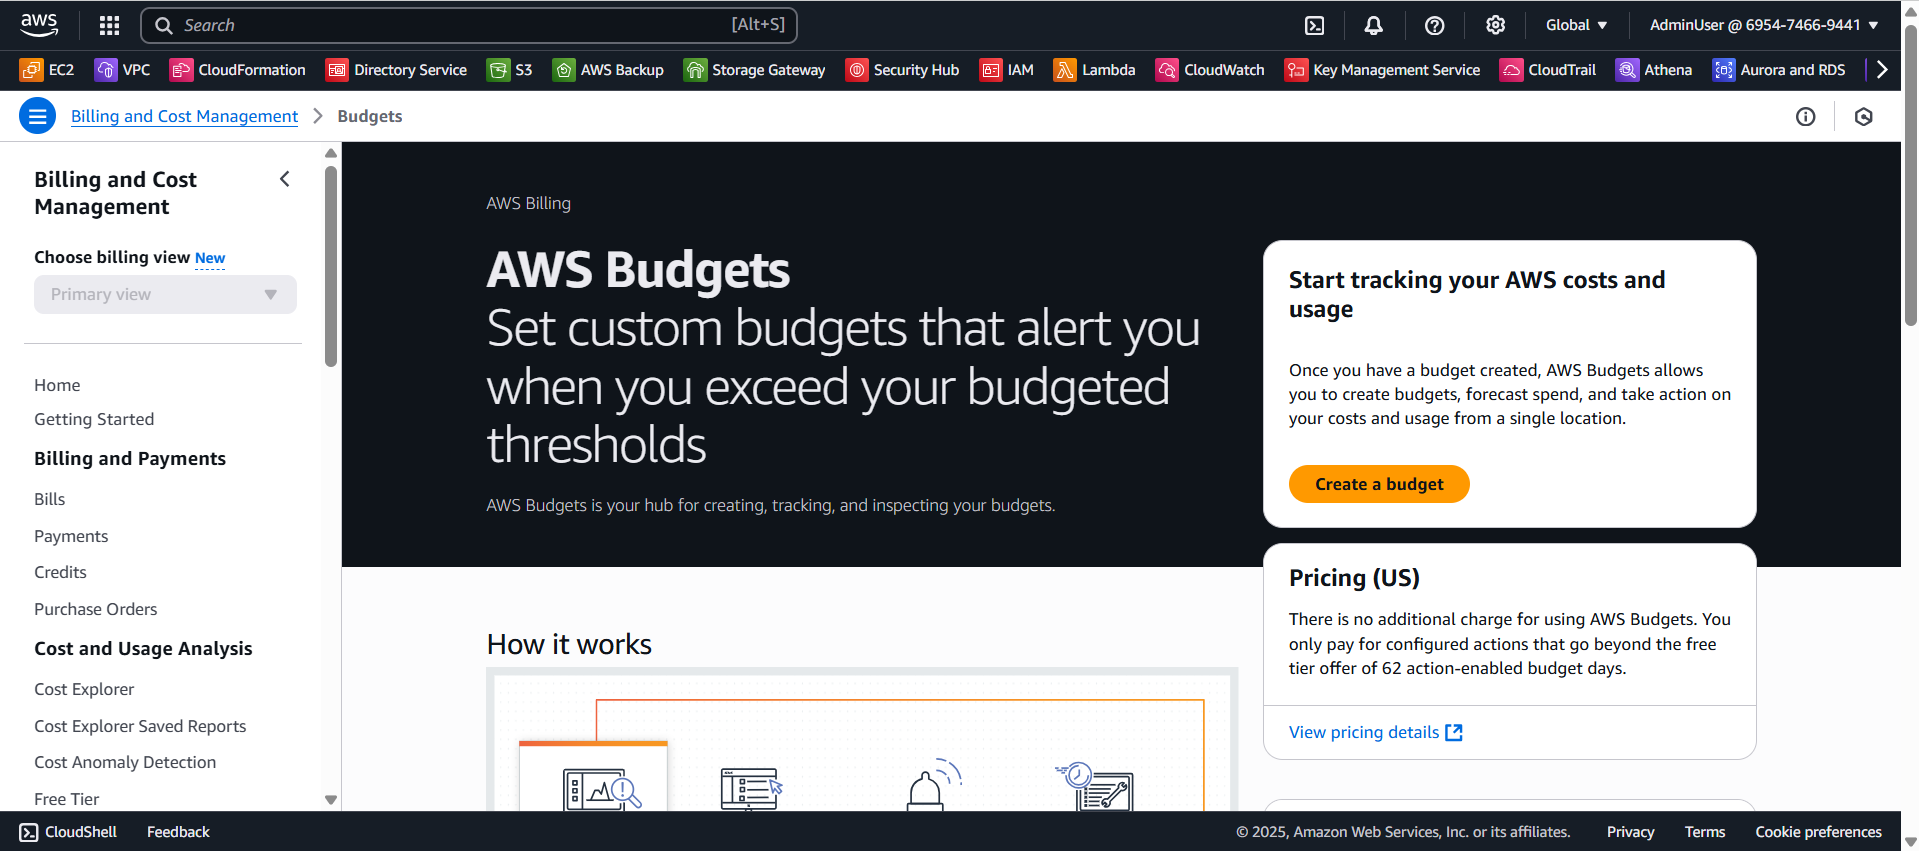 aws
Search [Alt+S]
Global
AdminUser @ 6954-7466-9441
EC2 VPC CloudFormation Directory Service S3 AWS Backup Storage Gateway Security Hub IAM Lambda CloudWatch Key Management Service CloudTrail Athena Aurora and RDS
Billing and Cost Management > Budgets
Billing and Cost
Management
Choose billing view New
Primary view
Home
Getting Started
Billing and Payments
Bills
Payments
Credits
Purchase Orders
Cost and Usage Analysis
Cost Explorer
Cost Explorer Saved Reports
Cost Anomaly Detection
Free Tier
AWS Billing
AWS Budgets
Set custom budgets that alert you
when you exceed your budgeted
thresholds
AWS Budgets is your hub for creating, tracking, and inspecting your budgets.
Start tracking your AWS costs and
usage
Once you have a budget created, AWS Budgets allows
you to create budgets, forecast spend, and take action on
your costs and usage from a single location.
Create a budget
Pricing (US)
There is no additional charge for using AWS Budgets. You
only pay for configured actions that go beyond the free
tier offer of 62 action-enabled budget days.
View pricing details
How it works
CloudShell Feedback
© 2025, Amazon Web Services, Inc. or its affiliates. Privacy Terms Cookie preferences